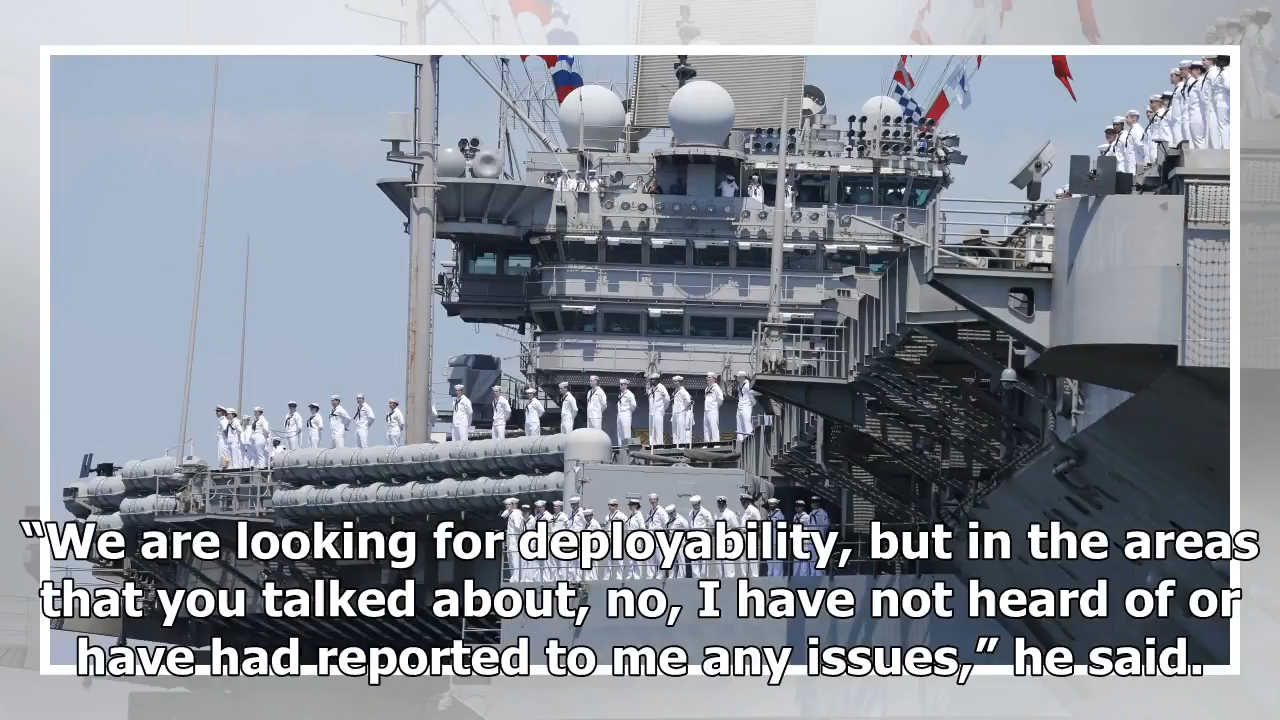 “We are looking for deployability, but in the areas
that you talked about, no, I have not heard of or
have had reported to me any issues,” he said.